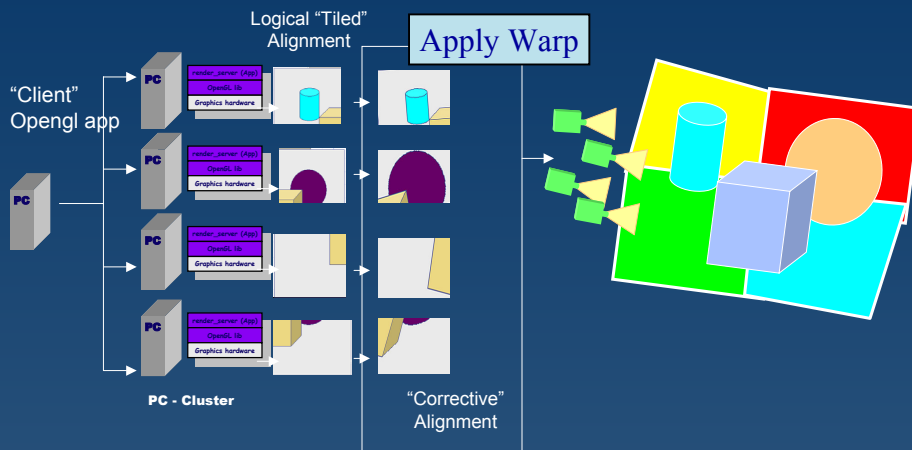 Logical “Tiled”
Alignment
Apply Warp
“Client”
Opengl app
PC
PC
render_server (App)
OpenGL lib
Graphics hardware
PC
render_server (App)
OpenGL lib
Graphics hardware
PC
render_server (App)
OpenGL lib
Graphics hardware
PC
render_server (App)
OpenGL lib
Graphics hardware
PC - Cluster
“Corrective”
Alignment